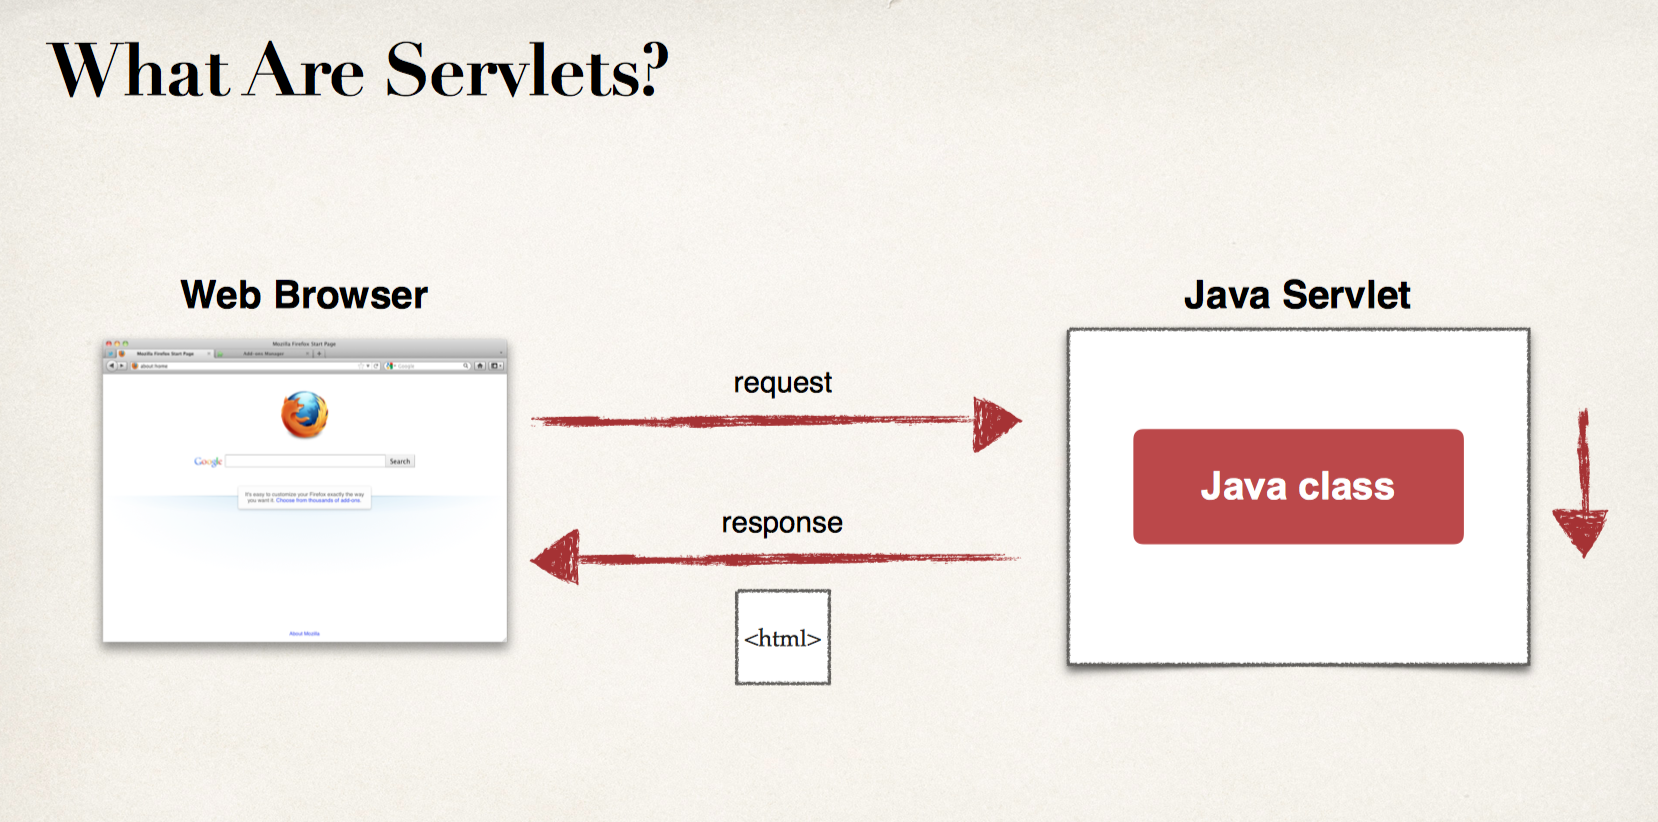 What Are Servlets?
Web Browser
Java Servlet
Mozilla Firefox Start Page
Mozilla Firefox Start Page
Add-ons Manager
about:home
Google
request
Google
Search
It's easy to customize your Firefox exactly the way
you want it. Choose from thousands of add-ons.
Java class
response
<html>
About Mozilla